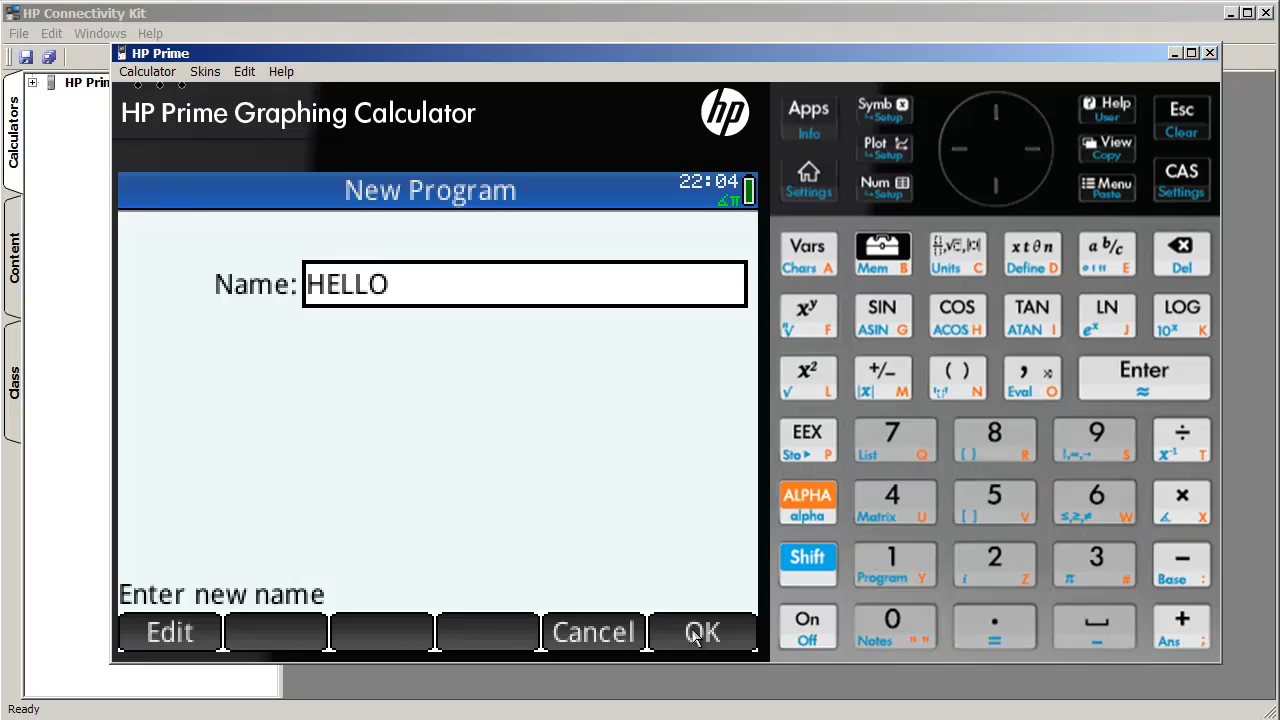 HP Connectivity Kit
File Edit Windows Help
HP Prime
Calculator Skins Edit Help
HP Prime Graphing Calculator
hp
New Program
22:04
∡π
Name: HELLO
Enter new name
Edit Cancel OK
Calculators
Content
class
HP Prim
Ready
Apps Info
Symb Setup
Plot Setup
Num Setup
Settings
Help User
View Copy
Menu Paste
Esc Clear
CAS Settings
Vars Chars A
Mem B
Units C
x t θ n Define D
a b/c E
Del
xʸ F
SIN ASIN G
COS ACOS H
TAN ATAN I
LN eˣ J
LOG 10ˣ K
x² √ L
+/- |x| M
( ) N
, Eval O
Enter ≈
EEX Sto▸ P
7 List Q
8 { } R
9 !,∞,→ S
÷ x⁻¹ T
ALPHA alpha
4 Matrix U
5 [ ] V
6 ≤,≥,≠ W
× ∡ X
Shift
1 Program Y
2 i Z
3 π #
− Base :
On Off
0 Notes " "
. =
_
+ Ans ;